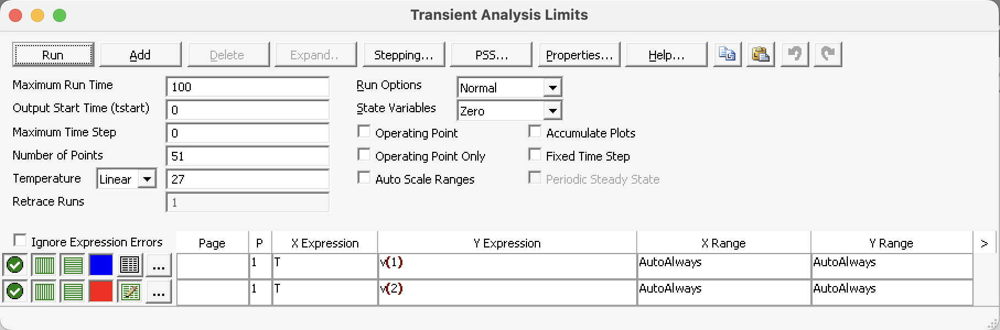 Transient Analysis Limits
Run Add Delete Expand.. Stepping... PSS... Properties... Help...
Maximum Run Time 100 Run Options Normal
Output Start Time (tstart) 0 State Variables Zero
Maximum Time Step 0 Operating Point Accumulate Plots
Number of Points 51 Operating Point Only Fixed Time Step
Temperature Linear 27 Auto Scale Ranges Periodic Steady State
Retrace Runs 1
Ignore Expression Errors Page P X Expression Y Expression X Range Y Range >
... 1 T v(1) AutoAlways AutoAlways
... 1 T v(2) AutoAlways AutoAlways